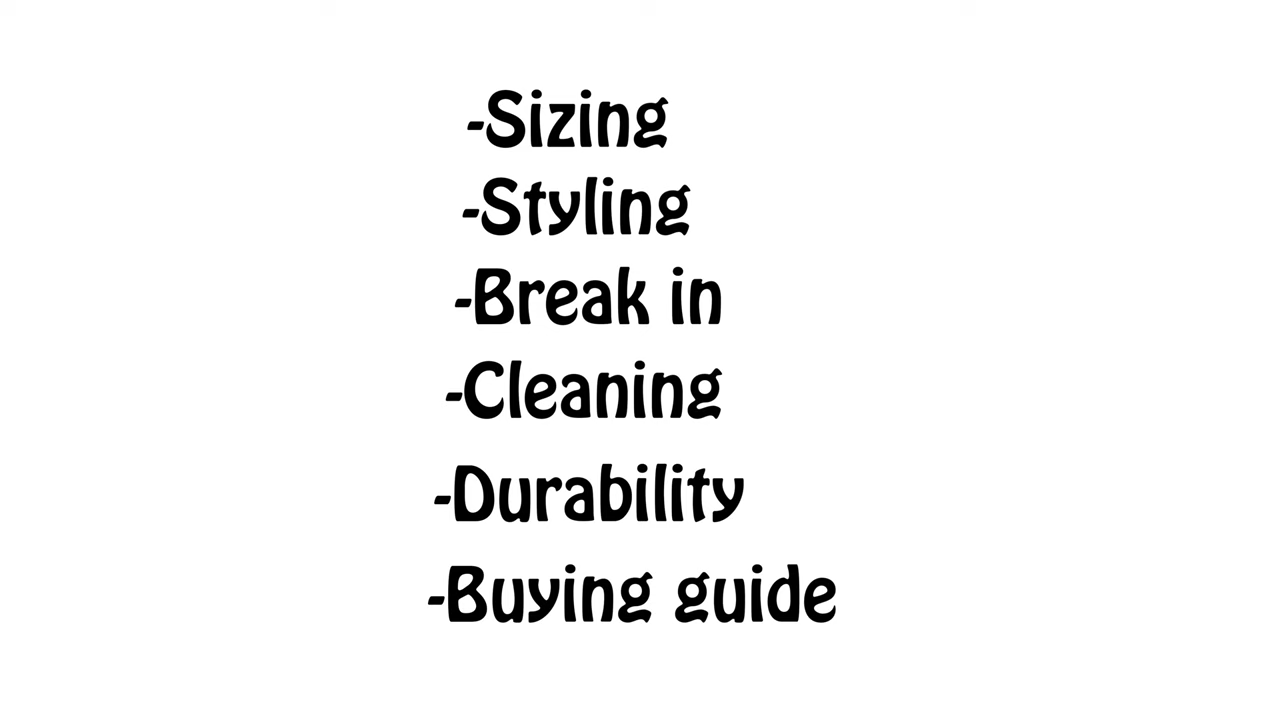 -Sizing
-Styling
-Break in
-Cleaning
-Durability
-Buying guide